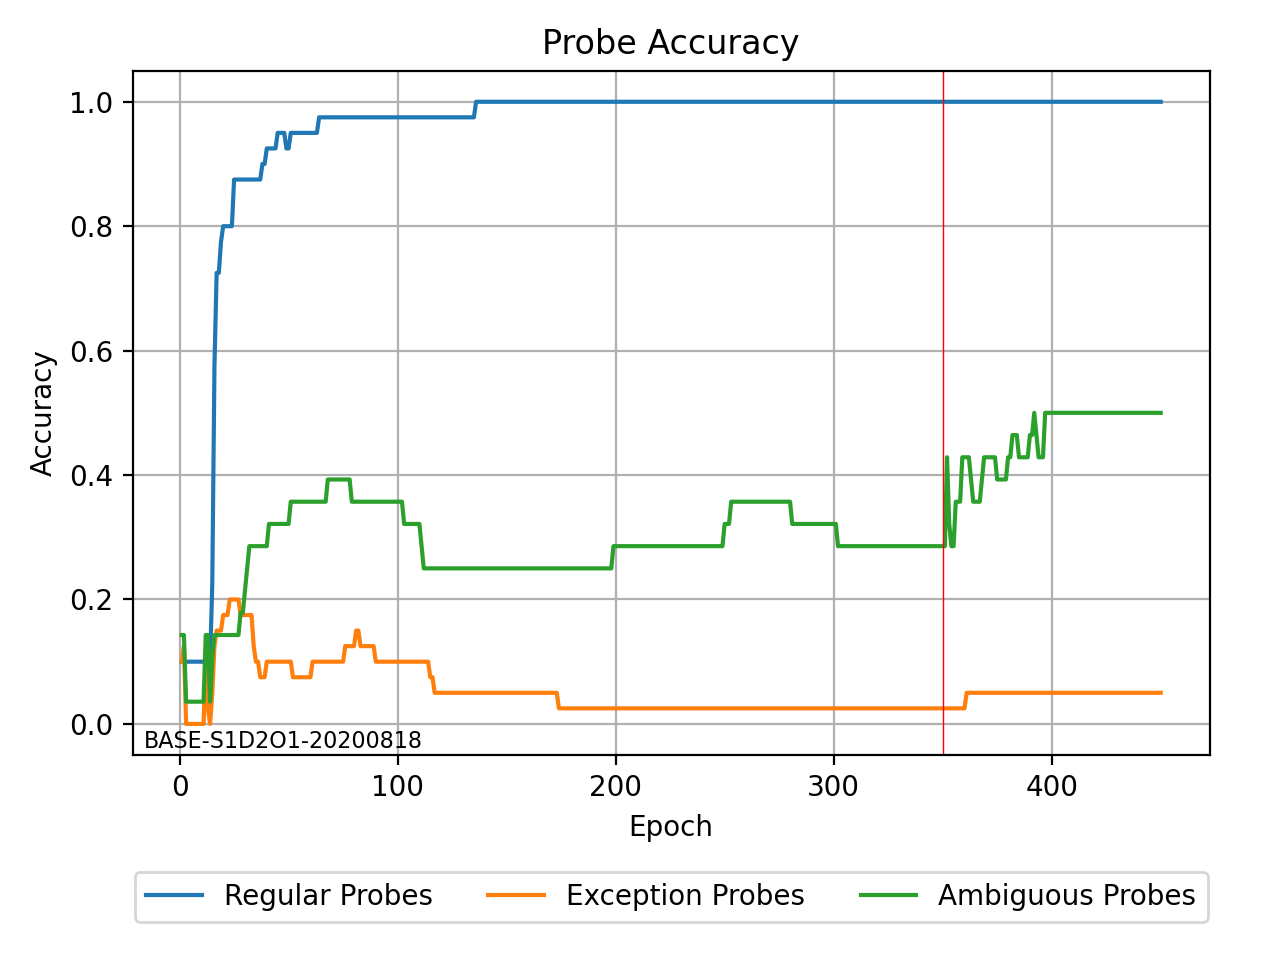 Probe Accuracy
1.0
0.8
0.6
0.4
0.2
0.0
Accuracy
BASE-S1D2O1-20200818
0 100 200 300 400
Epoch
Regular Probes Exception Probes Ambiguous Probes